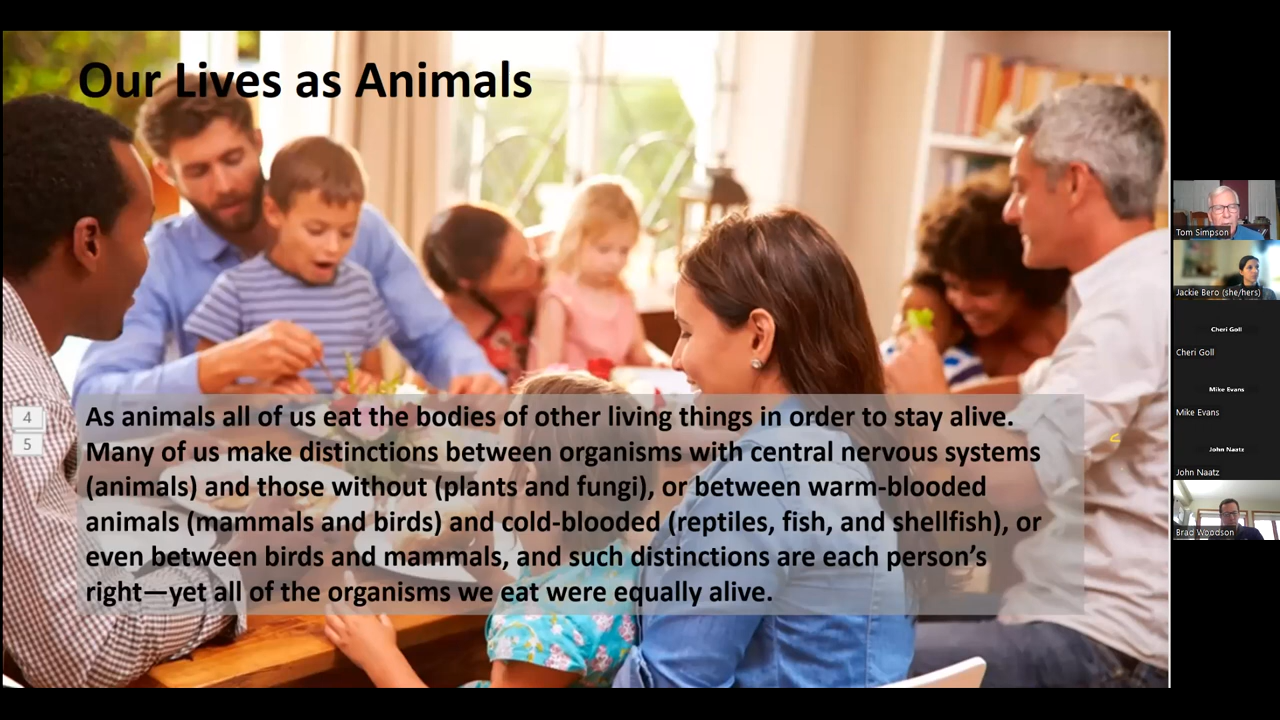 Our Lives as Animals
As animals all of us eat the bodies of other living things in order to stay alive.
Many of us make distinctions between organisms with central nervous systems
(animals) and those without (plants and fungi), or between warm-blooded
animals (mammals and birds) and cold-blooded (reptiles, fish, and shellfish), or
even between birds and mammals, and such distinctions are each person’s
right—yet all of the organisms we eat were equally alive.
4
5
Tom Simpson
Jackie Bero (she/hers)
Cheri Goll
Cheri Goll
Mike Evans
Mike Evans
John Naatz
John Naatz
Brad Woodson